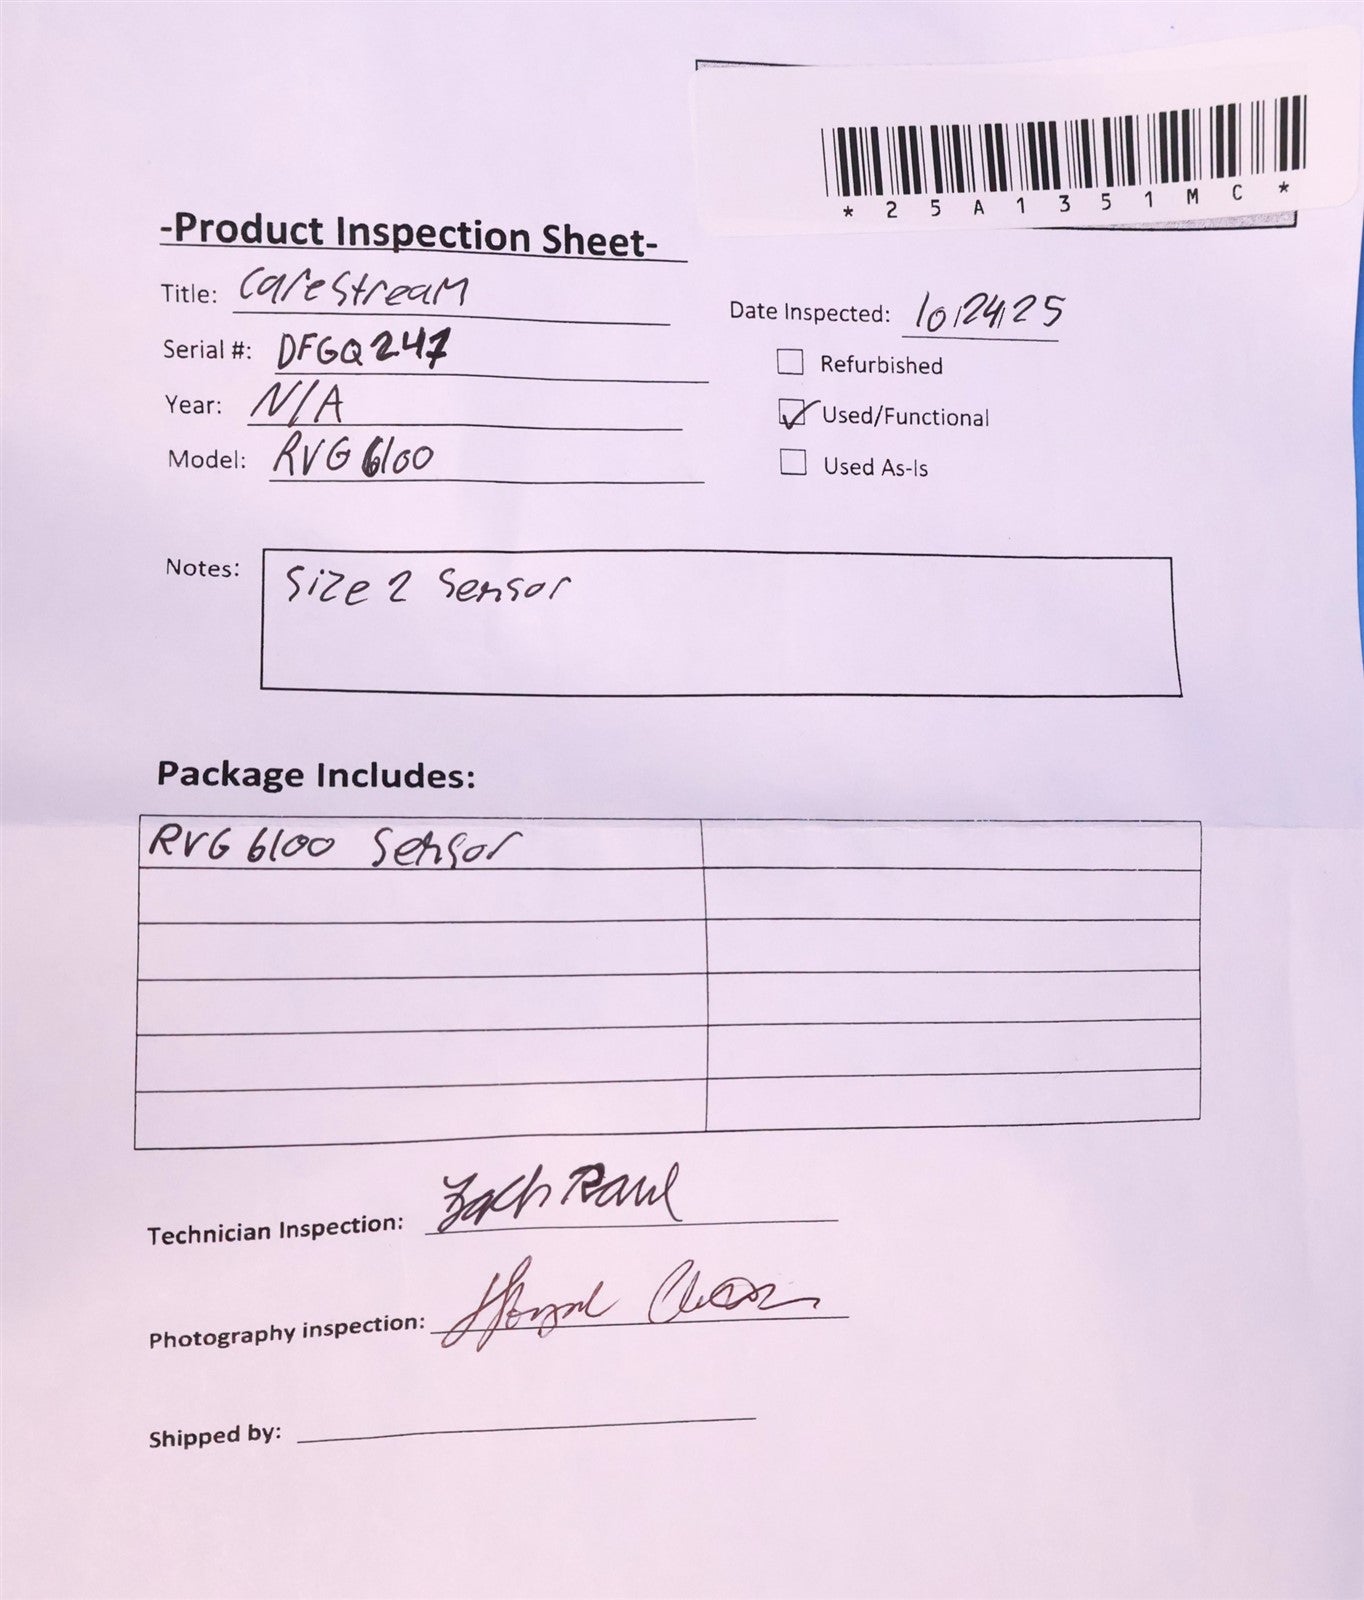 *25A1351MC*
-Product Inspection Sheet-
Title: CareStream
Date Inspected: 10/24/25
Serial #: DFGQ247
Refurbished
Year: N/A
Used/Functional
Model: RVG 6100
Used As-Is
Notes: Size 2 Sensor
Package Includes:
RVG 6100 Sensor
Technician Inspection: Zach
Photography inspection:
Shipped by: